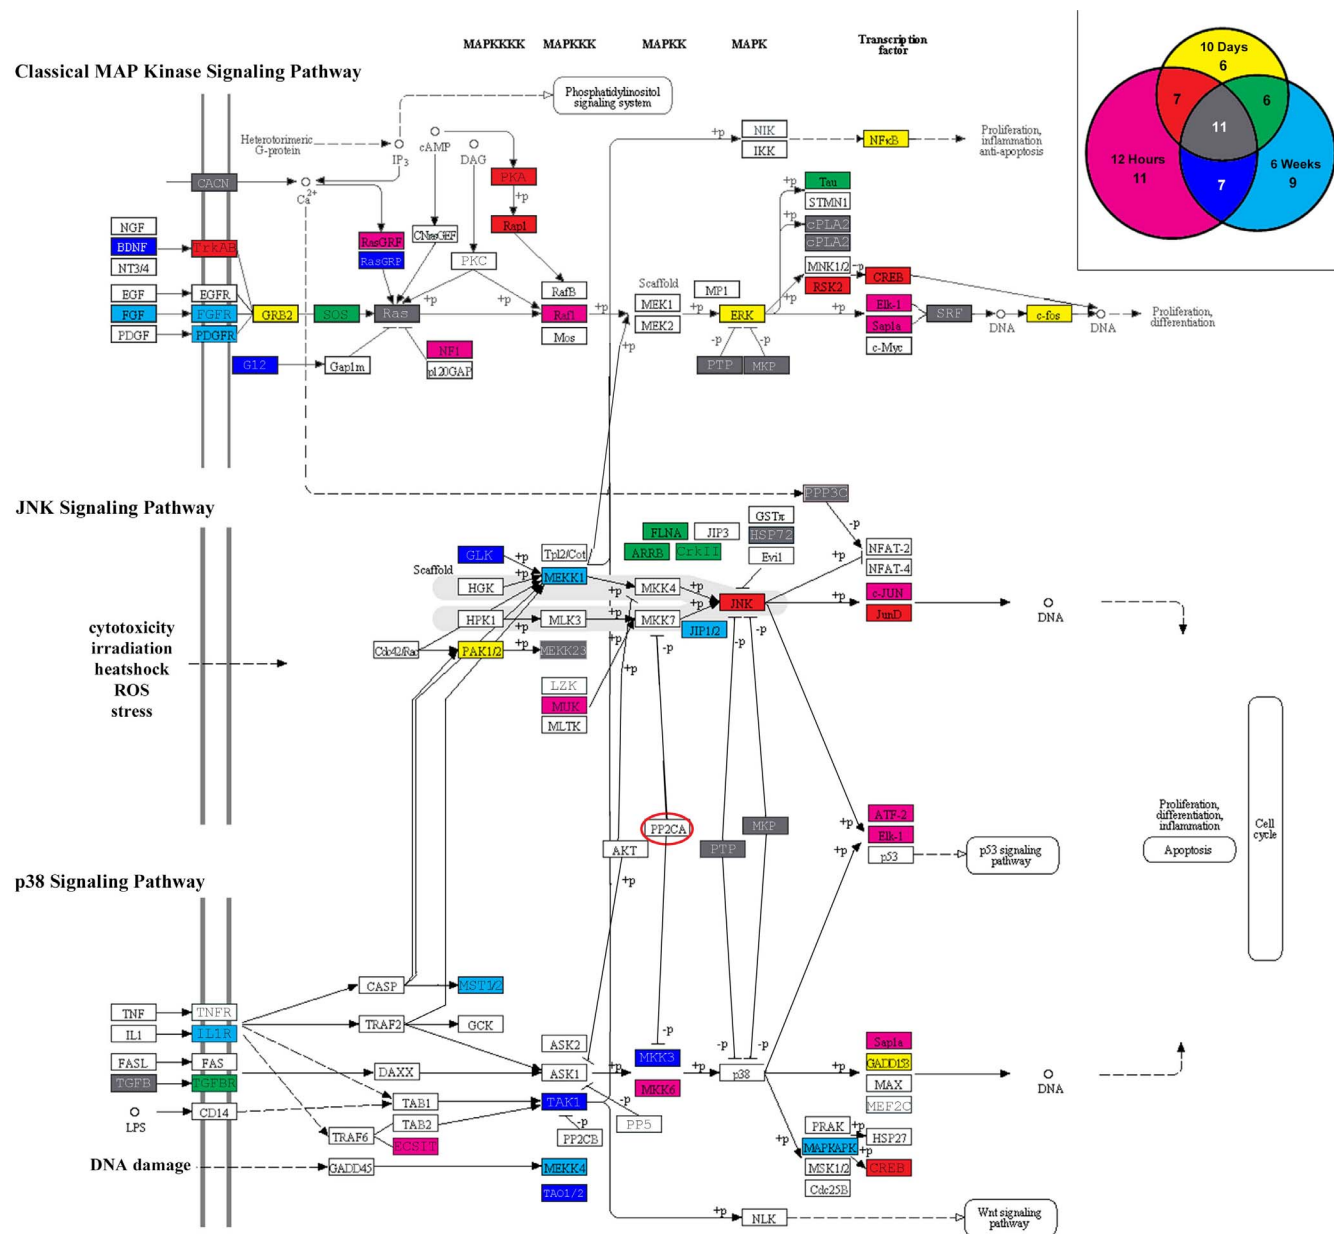 MAPKKKK MAPKKK MAPKK MAPK Transcription
factor
Classical MAP Kinase Signaling Pathway
10 Days
6
7
6
11
12 Hours
11
6 Weeks
9
7
Phosphatidylinositol
signaling system
Heterotorimeric
G-protein
IP3
cAMP
DAG
+p
NIK
IKK
NFκB
Proliferation,
inflammation
anti-apoptosis
CACN
Ca2+
PKA
+p
Rap1
Tau
STMN1
cPLA2
cPLA2
+p
NGF
BDNF
NT3/4
TrkAB
RasGRF
RasGRP
CNrasGEF
PKC
RafB
Scaffold
MEK1
MEK2
MP1
MNK1/2
RSK2
+p
-p
CREB
EGF
FGF
PDGF
EGFR
FGFR
PDGFR
GRB2
SOS
Ras
+p
+p
Raf1
Mos
+p
+p
+p
ERK
+p
+p
Elk-1
Sap1a
c-Myc
SRF
DNA
c-fos
DNA
Proliferation,
differentiation
G12
Gap1m
NF1
p120GAP
-p
-p
PTP
MKP
JNK Signaling Pathway
PPP3C
-p
GLK
+p
Tpl2/Cot
FLNA
JIP3
ARRB
CrkII
GSTπ
HSP72
Evil
NFAT-2
NFAT-4
Scaffold
HGK
+p
MEKK1
+p
MKK4
+p
JNK
+p
c-JUN
JunD
DNA
HPK1
+p
MLK3
+p
MKK7
+p
JIP1/2
cytotoxicity
irradiation
heatshock
ROS
stress
Cdc42/Rac
+p
PAK1/2
+p
MEKK23
+p
-p
-p
-p
LZK
MUK
MLTK
PP2CA
AKT
+p
PTP
MKP
+p
+p
ATF-2
Elk-1
p53
p53 signaling
pathway
Proliferation,
differentiation,
inflammation
Apoptosis
Cell
cycle
p38 Signaling Pathway
CASP
MST1/2
TNF
TNFR
IL1
IL1R
TRAF2
GCK
ASK2
-p
-p
-p
MKK3
Sap1a
FASL
FAS
DAXX
ASK1
+p
MKK6
+p
p38
+p
GADD153
MAX
MEF2C
DNA
TGFB
TGFBR
LPS
CD14
TAB1
TAK1
-p
PP5
TAB2
TRAF6
ECSIT
-p
PP2CB
PRAK
+p
HSP27
MAPKAPK
+p
MSK1/2
CREB
Cdc25B
+p
DNA damage
GADD45
MEKK4
TAO1/2
+p
NLK
Wnt signaling
pathway